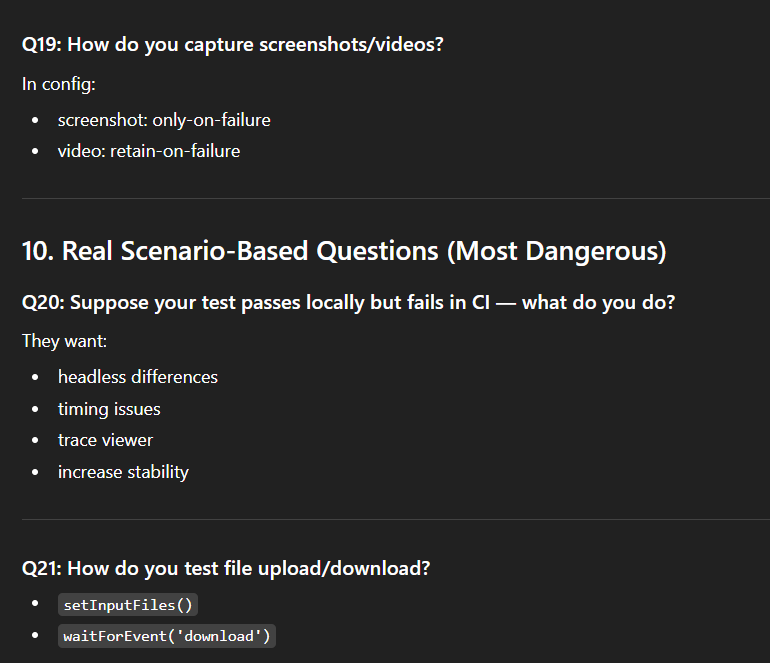 Q19: How do you capture screenshots/videos?
In config:
• screenshot: only-on-failure
• video: retain-on-failure
10. Real Scenario-Based Questions (Most Dangerous)
Q20: Suppose your test passes locally but fails in CI — what do you do?
They want:
• headless differences
• timing issues
• trace viewer
• increase stability
Q21: How do you test file upload/download?
• setInputFiles()
• waitForEvent('download')